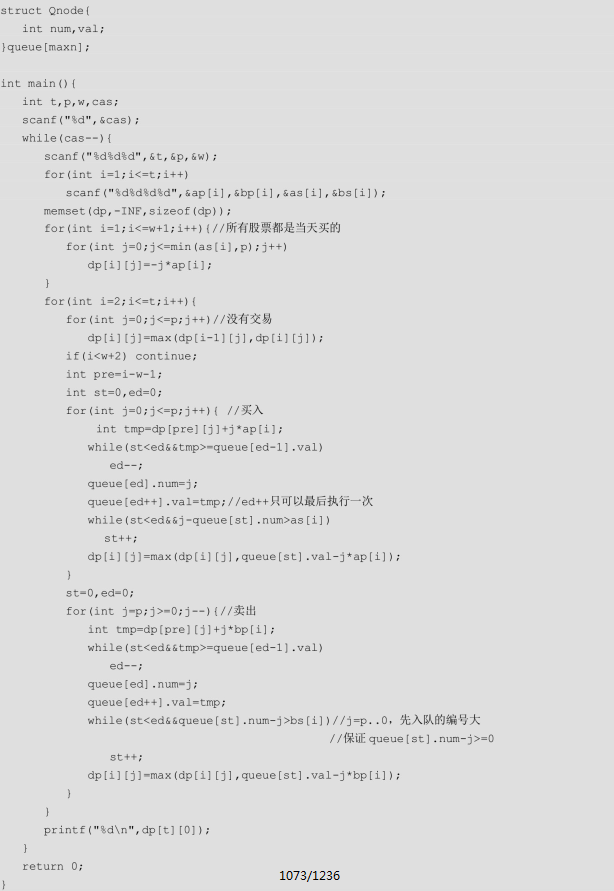 struct Qnode{
int num,val;
}queue[maxn];
int main(){
int t,p,w,cas;
scanf("%d",&cas);
while(cas--){
scanf("%d%d%d",&t,&p,&w);
for(int i=1;i<=t;i++)
scanf("%d%d%d%d",&ap[i],&bp[i],&as[i],&bs[i]);
memset(dp,-INF,sizeof(dp));
for(int i=1;i<=w+1;i++){//所有股票都是当天买的
for(int j=0;j<=min(as[i],p);j++)
dp[i][j]=-j*ap[i];
}
for(int i=2;i<=t;i++){
for(int j=0;j<=p;j++)//没有交易
dp[i][j]=max(dp[i-1][j],dp[i][j]);
if(i<w+2) continue;
int pre=i-w-1;
int st=0,ed=0;
for(int j=0;j<=p;j++){ //买入
int tmp=dp[pre][j]+j*ap[i];
while(st<ed&&tmp>=queue[ed-1].val)
ed--;
queue[ed].num=j;
queue[ed++].val=tmp;//ed++只可以最后执行一次
while(st<ed&&j-queue[st].num>as[i])
st++;
dp[i][j]=max(dp[i][j],queue[st].val-j*ap[i]);
}
st=0,ed=0;
for(int j=p;j>=0;j--){//卖出
int tmp=dp[pre][j]+j*bp[i];
while(st<ed&&tmp>=queue[ed-1].val)
ed--;
queue[ed].num=j;
queue[ed++].val=tmp;
while(st<ed&&queue[st].num-j>bs[i])//j=p..0，先入队的编号大
//保证 queue[st].num-j>=0
st++;
dp[i][j]=max(dp[i][j],queue[st].val-j*bp[i]);
}
}
printf("%d\n",dp[t][0]);
}
return 0;
}
1073/1236